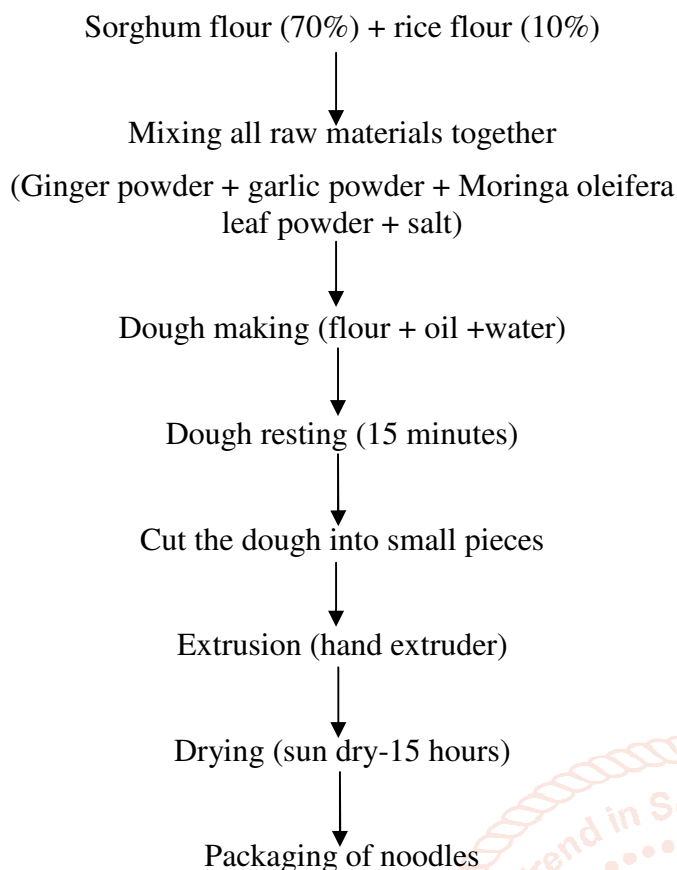 Sorghum flour (70%) + rice flour (10%)
Mixing all raw materials together
(Ginger powder + garlic powder + Moringa oleifera
leaf powder + salt)
Dough making (flour + oil +water)
Dough resting (15 minutes)
Cut the dough into small pieces
Extrusion (hand extruder)
Drying (sun dry-15 hours)
Packaging of noodles